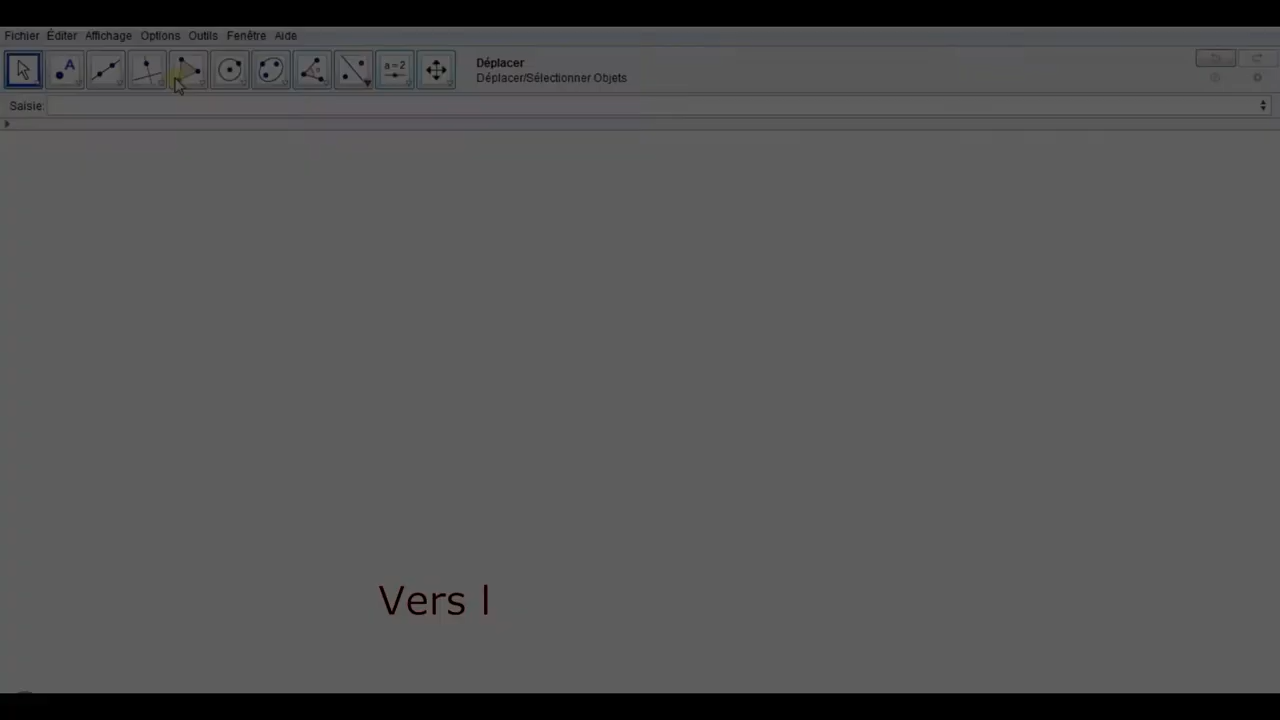 Fichier Éditer Affichage Options Outils Fenêtre Aide
A
a=2
Déplacer
Déplacer/Sélectionner Objets
Saisie:
Vers l